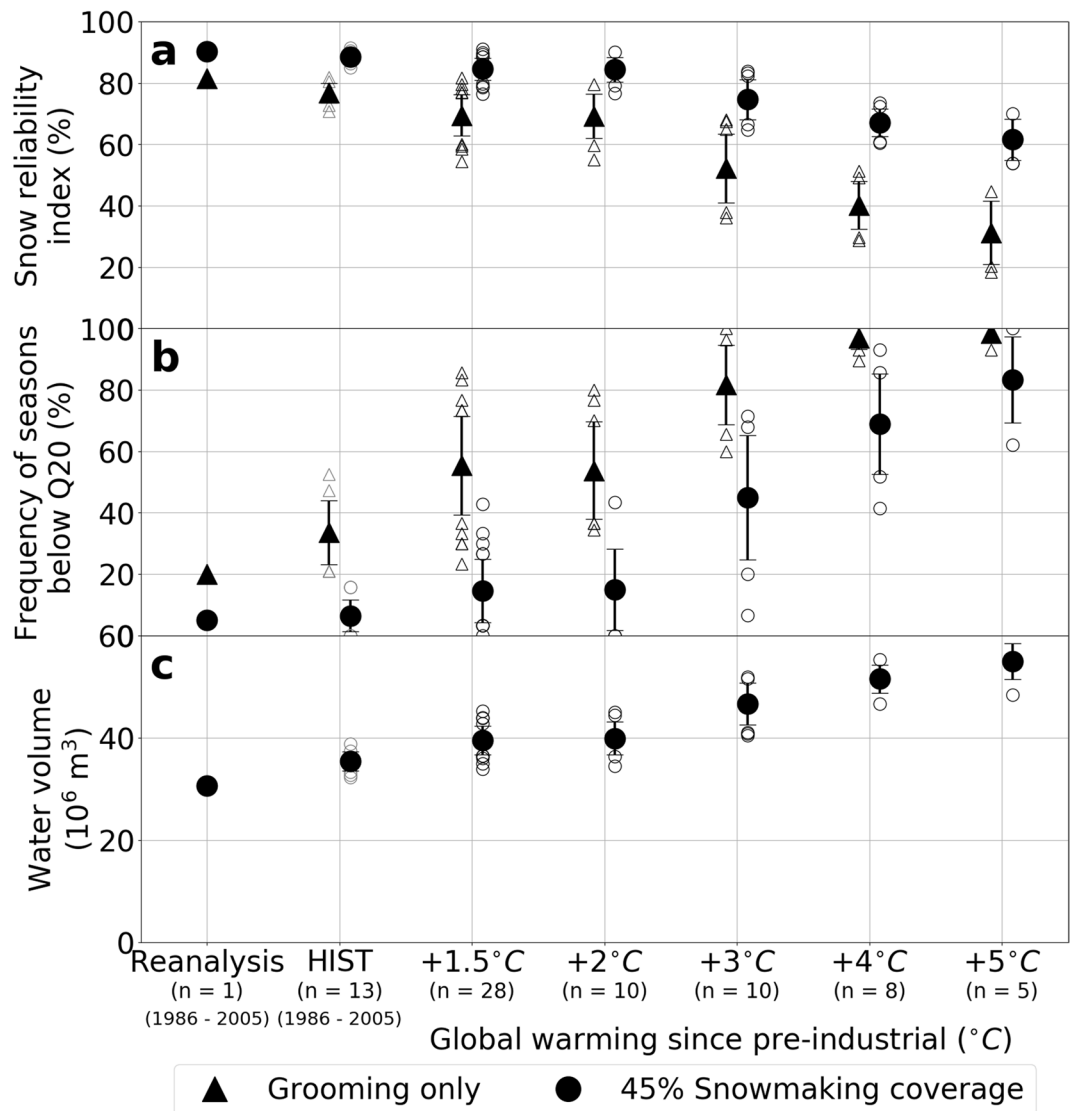 a
Snow reliability
index (%)
100
80
60
40
20
b
Frequency of seasons
below Q20 (%)
100
80
60
40
20
c
Water volume
(10⁶ m³)
60
40
20
0
Reanalysis HIST +1.5°C +2°C +3°C +4°C +5°C
(n = 1) (n = 13) (n = 28) (n = 10) (n = 10) (n = 8) (n = 5)
(1986 - 2005) (1986 - 2005)
Global warming since pre-industrial (°C)
Grooming only 45% Snowmaking coverage